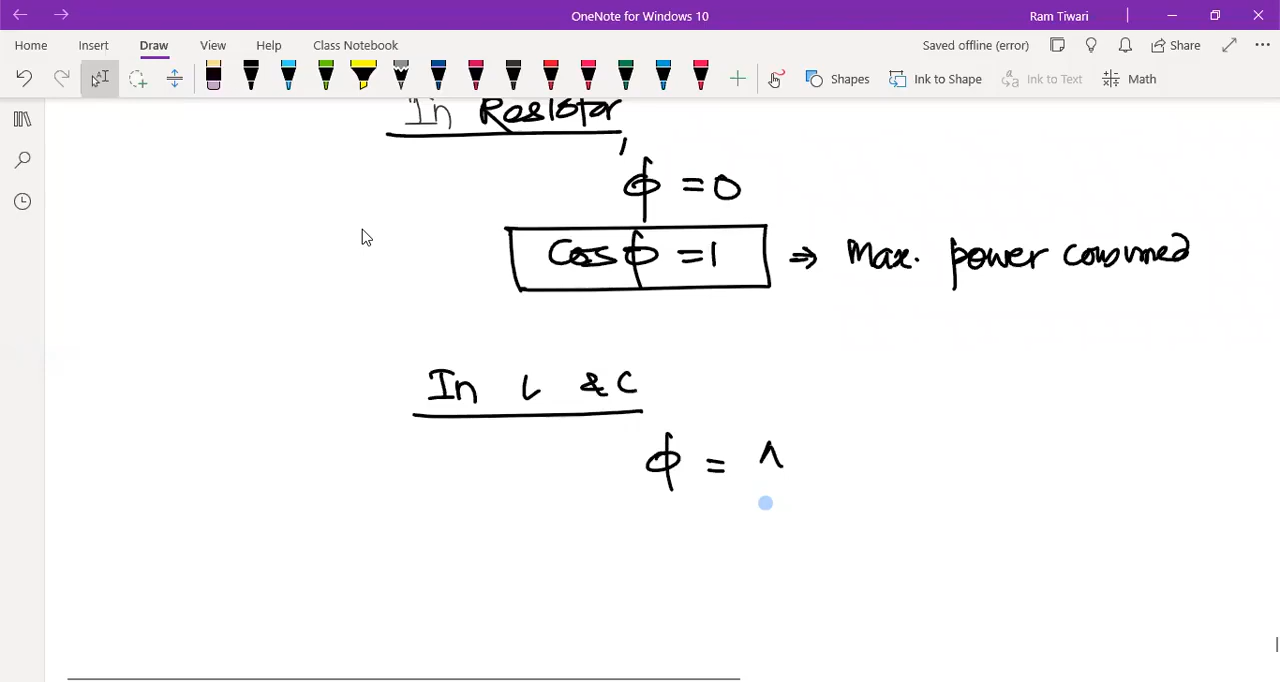 OneNote for Windows 10
Ram Tiwari
Home Insert Draw View Help Class Notebook
Saved offline (error) Share
Shapes Ink to Shape Ink to Text Math
In Resistor,
ϕ = 0
Cosϕ = 1 ⇒ Max. power consumed
In L & C
ϕ =